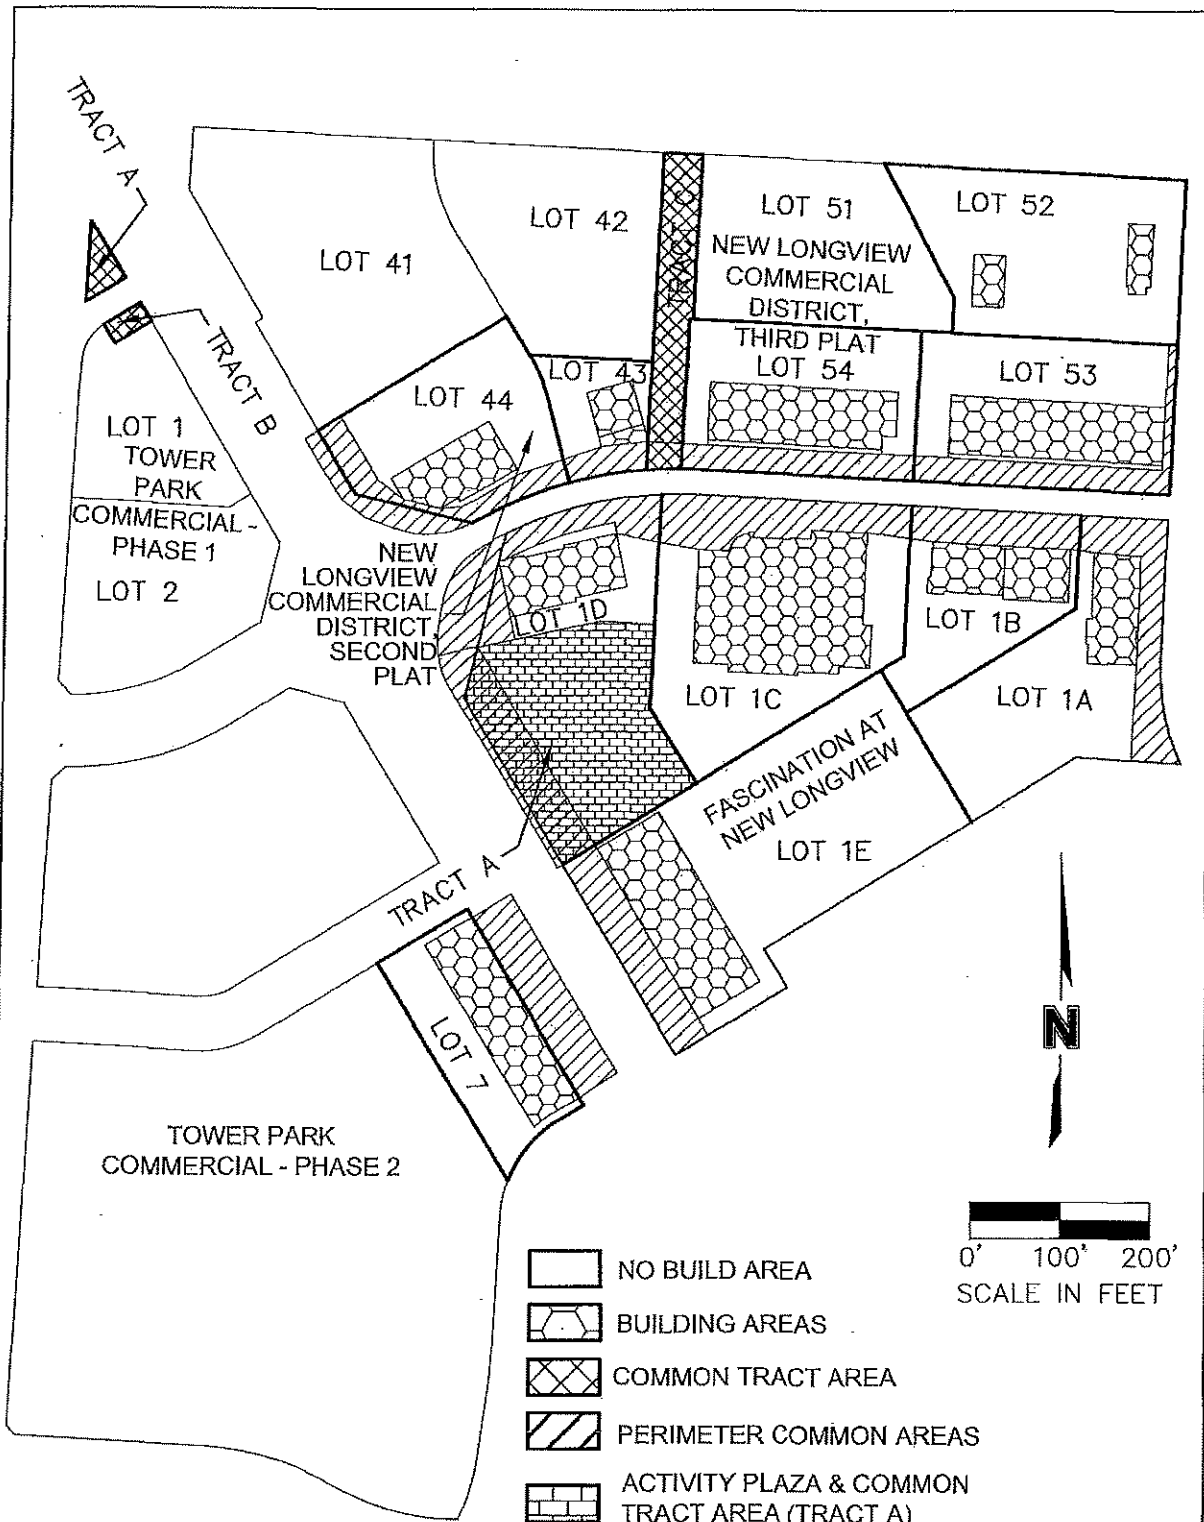 TRACT A
LOT 41
LOT 42
LOT 51
LOT 52
NEW LONGVIEW
COMMERCIAL
DISTRICT,
THIRD PLAT
TRACT C
TRACT B
LOT 1
TOWER
PARK
COMMERCIAL -
PHASE 1
LOT 2
LOT 44
LOT 43
LOT 54
LOT 53
NEW
LONGVIEW
COMMERCIAL
DISTRICT,
SECOND
PLAT
LOT 1D
LOT 1C
LOT 1B
LOT 1A
FASCINATION AT
NEW LONGVIEW
LOT 1E
TRACT A
LOT 7
TOWER PARK
COMMERCIAL - PHASE 2
N
0' 100' 200'
SCALE IN FEET
NO BUILD AREA
BUILDING AREAS
COMMON TRACT AREA
PERIMETER COMMON AREAS
ACTIVITY PLAZA & COMMON
TRACT AREA (TRACT A)